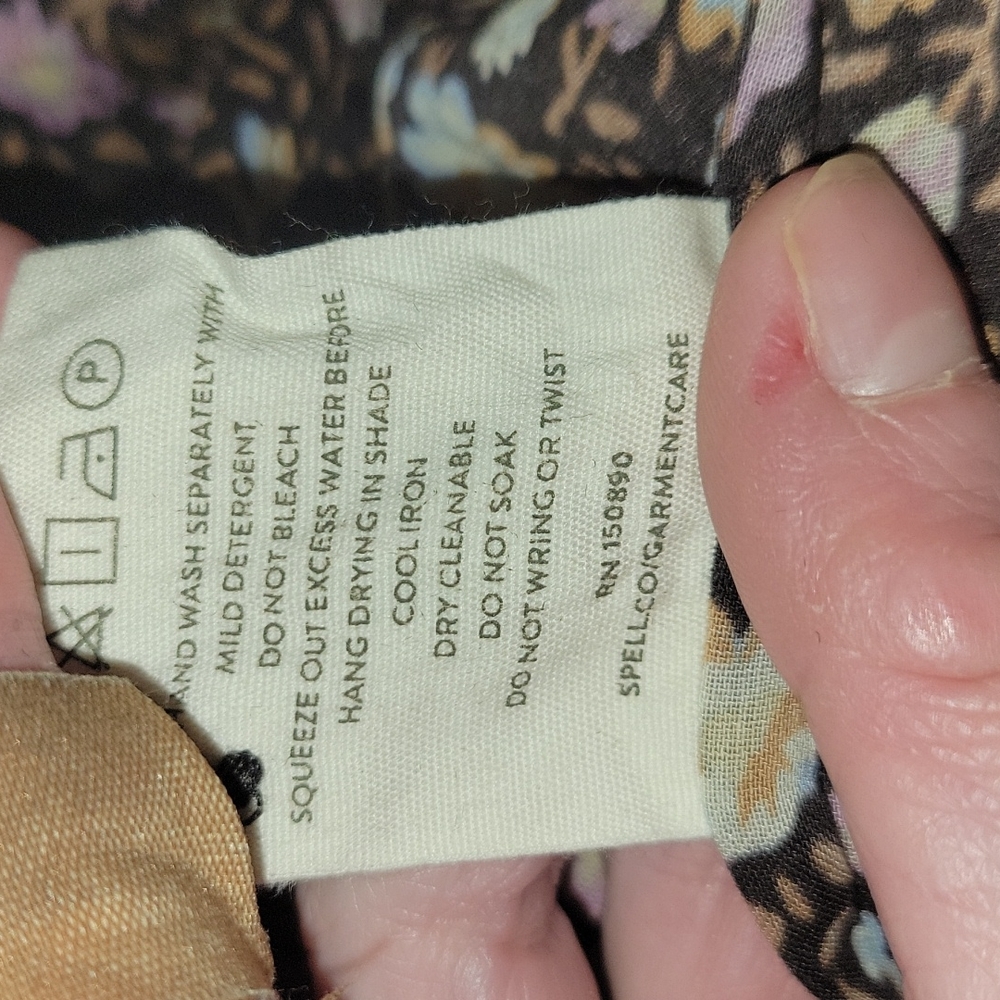 P
HAND WASH SEPARATELY WITH
MILD DETERGENT
DO NOT BLEACH
SQUEEZE OUT EXCESS WATER BEFORE
HANG DRYING IN SHADE
COOL IRON
DRY CLEANABLE
DO NOT SOAK
DO NOT WRING OR TWIST
RN 150890
SPELL.CO/GARMENTCARE